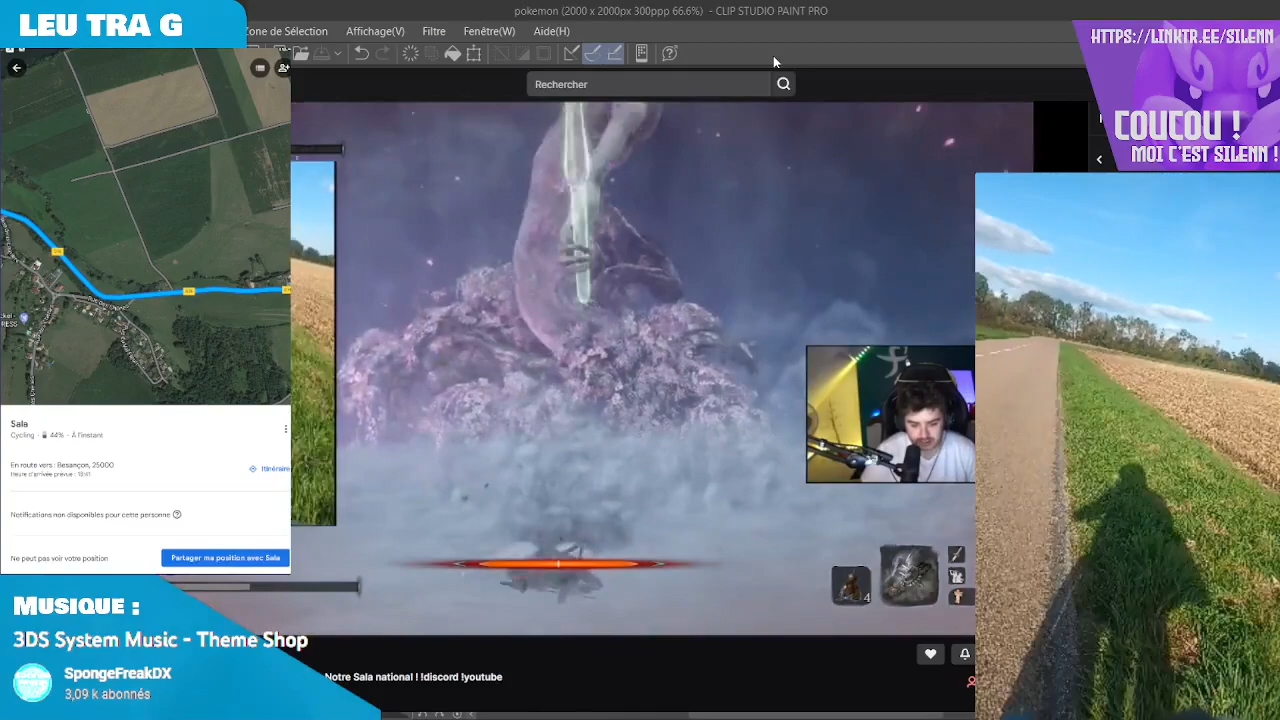 LEU TRA G
pokemon (2000 x 2000px 300ppp 66.6%) - CLIP STUDIO PAINT PRO
Zone de Sélection Affichage(V) Filtre Fenêtre(W) Aide(H)
Rechercher
HTTPS://LINKTR.EE/SILENN
COUCOU !
MOI C'EST SILENN !
Sala
Cycling · 44% · À l'instant
En route vers : Besançon, 25000
Itinéraire
Notifications non disponibles pour cette personne
Ne peut pas voir votre position
Partager ma position avec Sala
4
MUSIQUE :
3DS System Music - Theme Shop
SpongeFreakDX
3,09 k abonnés
Notre Sala national ! !discord !youtube